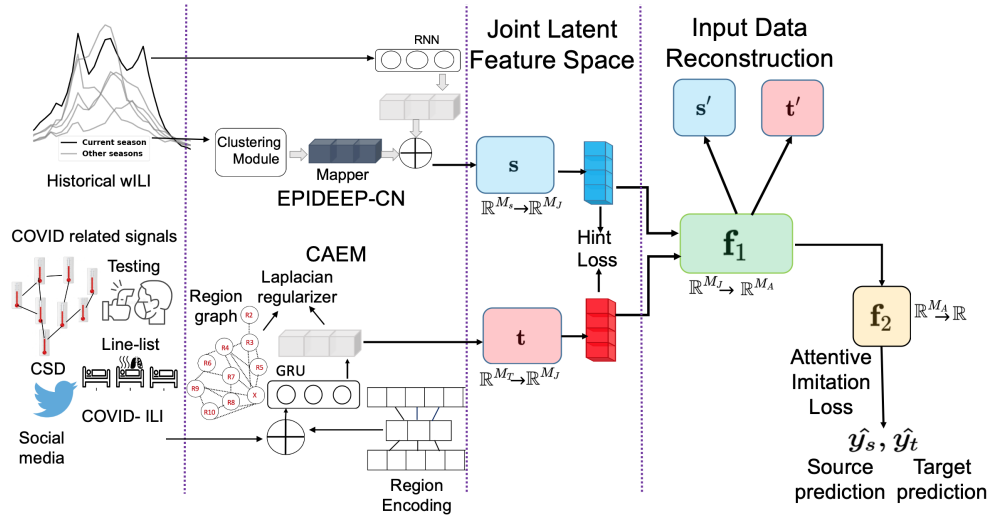 Joint Latent
Feature Space
Input Data
Reconstruction
RNN
Current season
Other seasons
Historical wILI
Clustering
Module
Mapper
EPIDEEP-CN
s
ℝ^{M_s}→ℝ^{M_J}
s′
t′
Hint
Loss
f₁
ℝ^{M_J}→ ℝ^{M_A}
COVID related signals
Testing
Line-list
CSD
COVID- ILI
Social
media
CAEM
Laplacian
regularizer
Region
graph
R2
R3
R4
R5
R6
R7
R8
R9
R10
X
GRU
Region
Encoding
t
ℝ^{M_T}→ℝ^{M_J}
f₂
ℝ^{M_A}→ℝ
Attentive
Imitation
Loss
ŷ_s, ŷ_t
Source
prediction
Target
prediction